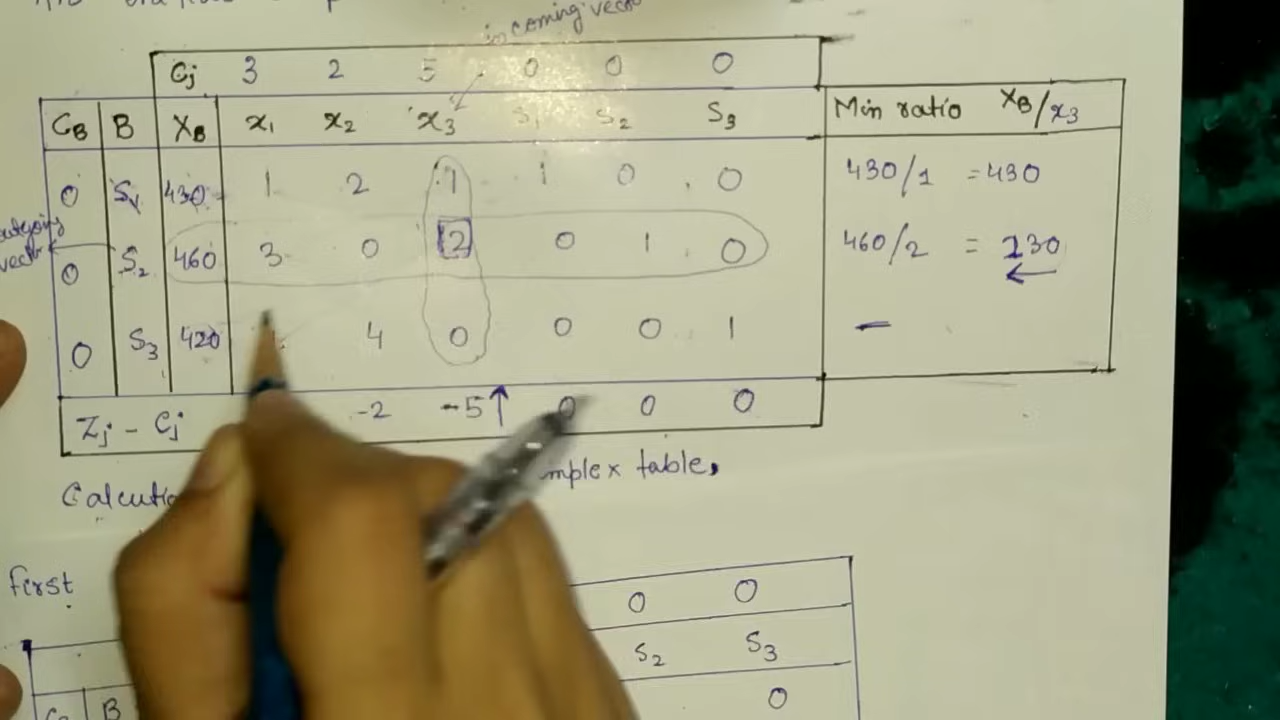 incoming vector
Cj 3 2 5 0 0 0
CB B XB x1 x2 x3 S1 S2 S3 Min ratio XB/x3
0 S1 430 1 2 1 1 0 0 430/1 = 430
outgoing vector
0 S2 460 3 0 2 0 1 0 460/2 = 230
0 S3 420 4 0 0 0 1 –
Zj - Cj -2 -5 0 0 0
mplex table,
First
0 0
S2 S3
B 0